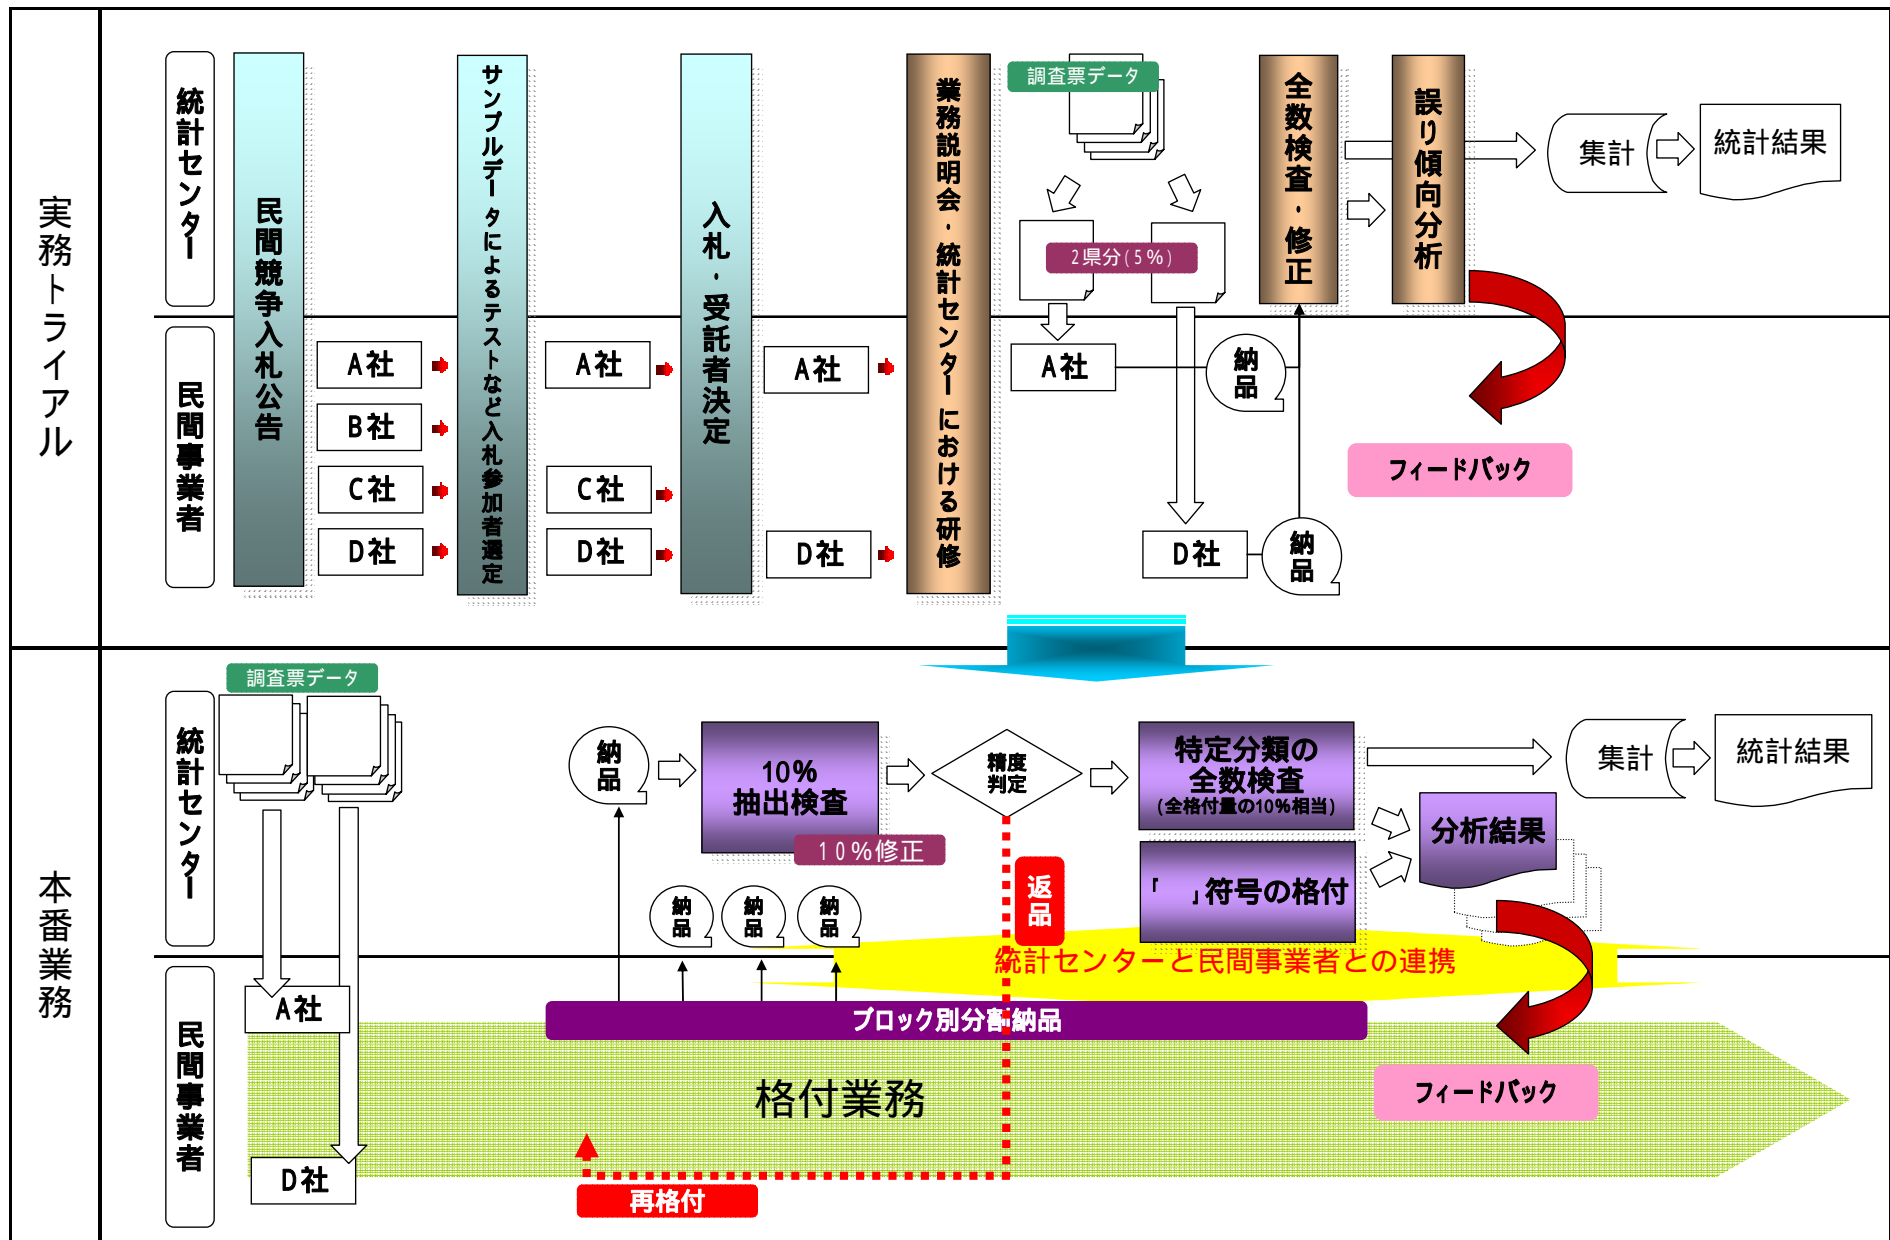 実務トライアル
統計センター
民間事業者
民間競争入札公告
A社
B社
C社
D社
サンプルデータによるテストなど入札参加者選定
A社
C社
D社
入札・受託者決定
A社
D社
業務説明会・統計センターにおける研修
調査票データ
2県分(5%)
A社
納品
D社
納品
全数検査・修正
誤り傾向分析
集計
統計結果
フィードバック
本番業務
統計センター
民間事業者
調査票データ
A社
D社
納品
納品
納品
納品
10%
抽出検査
10%修正
精度
判定
返品
特定分類の
全数検査
(全格付量の10%相当)
「　」符号の格付
分析結果
集計
統計結果
統計センターと民間事業者との連携
ブロック別分割納品
格付業務
フィードバック
再格付